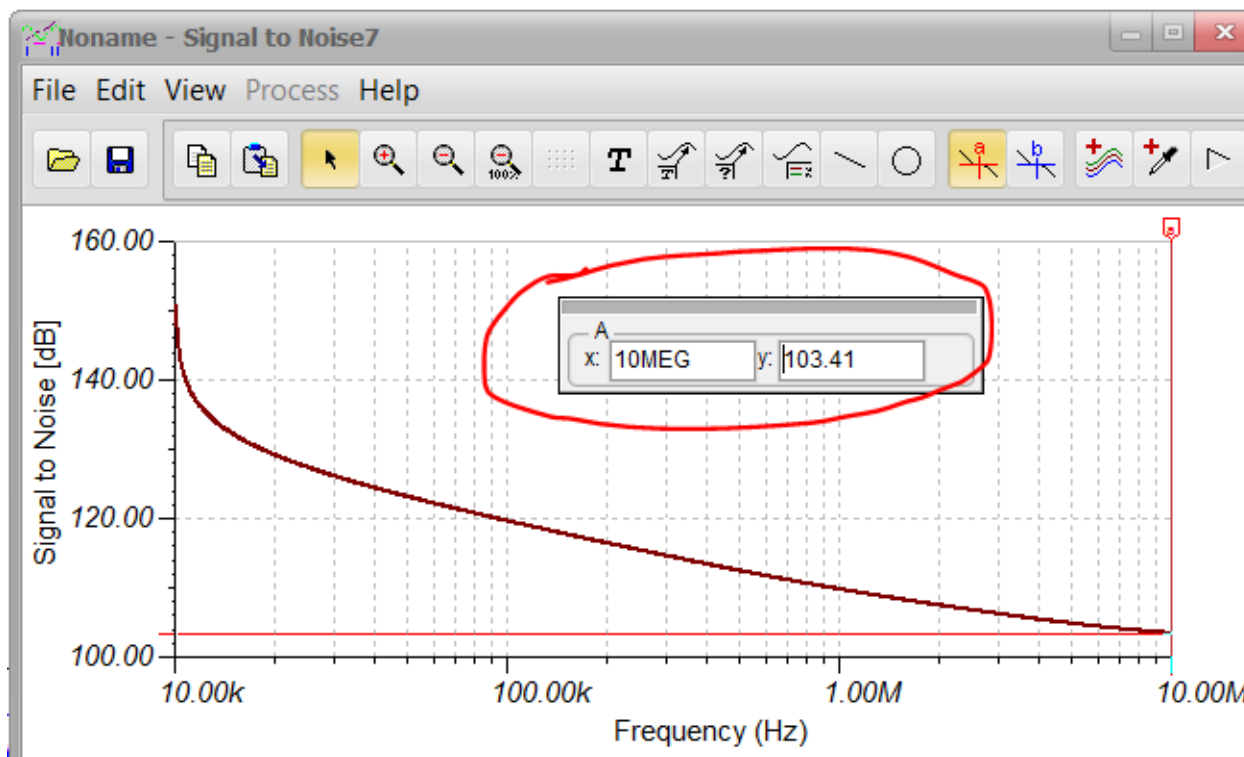 Noname - Signal to Noise7
File Edit View Process Help
100%
T
T
?
=x
a
b
160.00
140.00
120.00
100.00
Signal to Noise [dB]
a
A
x: 10MEG y: 103.41
10.00k 100.00k 1.00M 10.00M
Frequency (Hz)